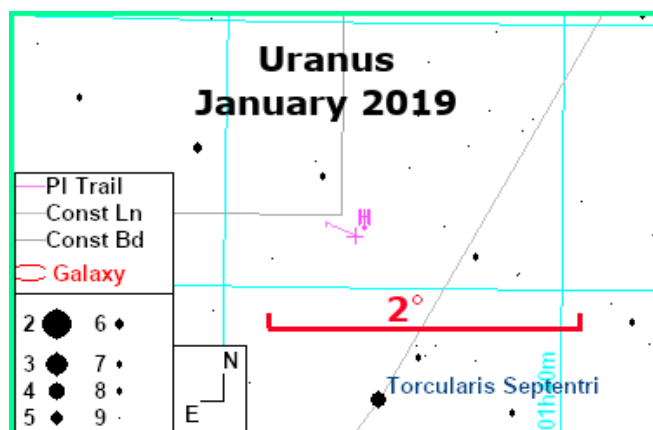 Uranus
January 2019
Pl Trail
Const Ln
Const Bd
Galaxy
2 6
3 7
4 8
5 9
N
E
2°
Torcularis Septentri